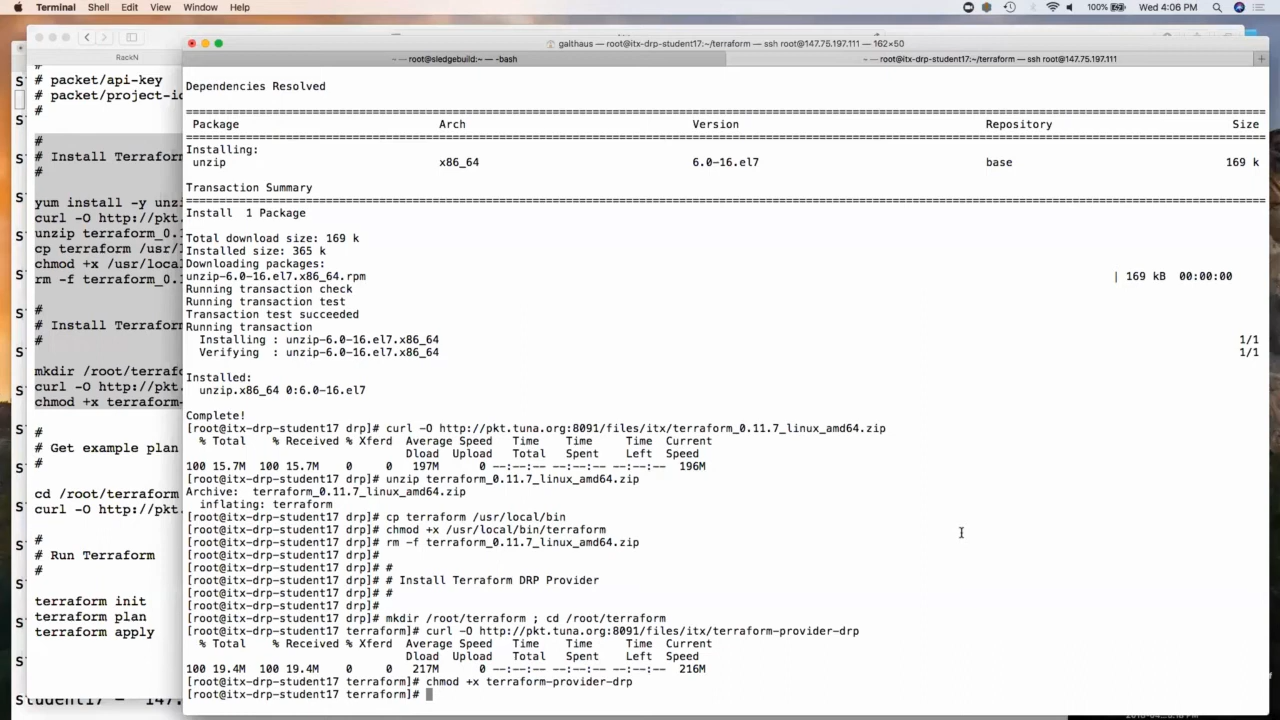 Terminal Shell Edit View Window Help
100% Wed 4:06 PM
galthaus — root@itx-drp-student17:~/terraform — ssh root@147.75.197.111 — 162×50
~ — root@sledgebuild:~ — -bash
~ — root@itx-drp-student17:~/terraform — ssh root@147.75.197.111
RackN
# packet/api-key
# packet/project-id
#
#
# Install Terraform
#
yum install -y unzi
curl -O http://pkt
unzip terraform_0.1
cp terraform /usr/l
chmod +x /usr/local
rm -f terraform_0.1
#
# Install Terraform
#
mkdir /root/terrafo
curl -O http://pkt.
chmod +x terraform-
#
# Get example plan
#
cd /root/terraform
curl -O http://pkt.
#
# Run Terraform
#
terraform init
terraform plan
terraform apply
student17 = 147.
Dependencies Resolved
Package Arch Version Repository Size
Installing:
unzip x86_64 6.0-16.el7 base 169 k
Transaction Summary
Install 1 Package
Total download size: 169 k
Installed size: 365 k
Downloading packages:
unzip-6.0-16.el7.x86_64.rpm | 169 kB 00:00:00
Running transaction check
Running transaction test
Transaction test succeeded
Running transaction
Installing : unzip-6.0-16.el7.x86_64 1/1
Verifying : unzip-6.0-16.el7.x86_64 1/1
Installed:
unzip.x86_64 0:6.0-16.el7
Complete!
[root@itx-drp-student17 drp]# curl -O http://pkt.tuna.org:8091/files/itx/terraform_0.11.7_linux_amd64.zip
% Total % Received % Xferd Average Speed Time Time Time Current
Dload Upload Total Spent Left Speed
100 15.7M 100 15.7M 0 0 197M 0 --:--:-- --:--:-- --:--:-- 196M
[root@itx-drp-student17 drp]# unzip terraform_0.11.7_linux_amd64.zip
Archive: terraform_0.11.7_linux_amd64.zip
inflating: terraform
[root@itx-drp-student17 drp]# cp terraform /usr/local/bin
[root@itx-drp-student17 drp]# chmod +x /usr/local/bin/terraform
[root@itx-drp-student17 drp]# rm -f terraform_0.11.7_linux_amd64.zip
[root@itx-drp-student17 drp]#
[root@itx-drp-student17 drp]# #
[root@itx-drp-student17 drp]# # Install Terraform DRP Provider
[root@itx-drp-student17 drp]# #
[root@itx-drp-student17 drp]#
[root@itx-drp-student17 drp]# mkdir /root/terraform ; cd /root/terraform
[root@itx-drp-student17 terraform]# curl -O http://pkt.tuna.org:8091/files/itx/terraform-provider-drp
% Total % Received % Xferd Average Speed Time Time Time Current
Dload Upload Total Spent Left Speed
100 19.4M 100 19.4M 0 0 217M 0 --:--:-- --:--:-- --:--:-- 216M
[root@itx-drp-student17 terraform]# chmod +x terraform-provider-drp
[root@itx-drp-student17 terraform]#